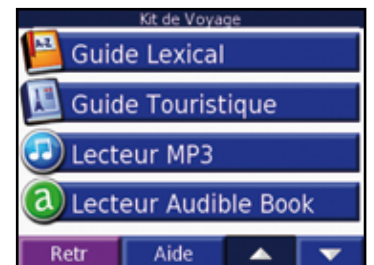 Kit de Voyage
A-Z
Guide Lexical
Guide Touristique
Lecteur MP3
a Lecteur Audible Book
Retr Aide